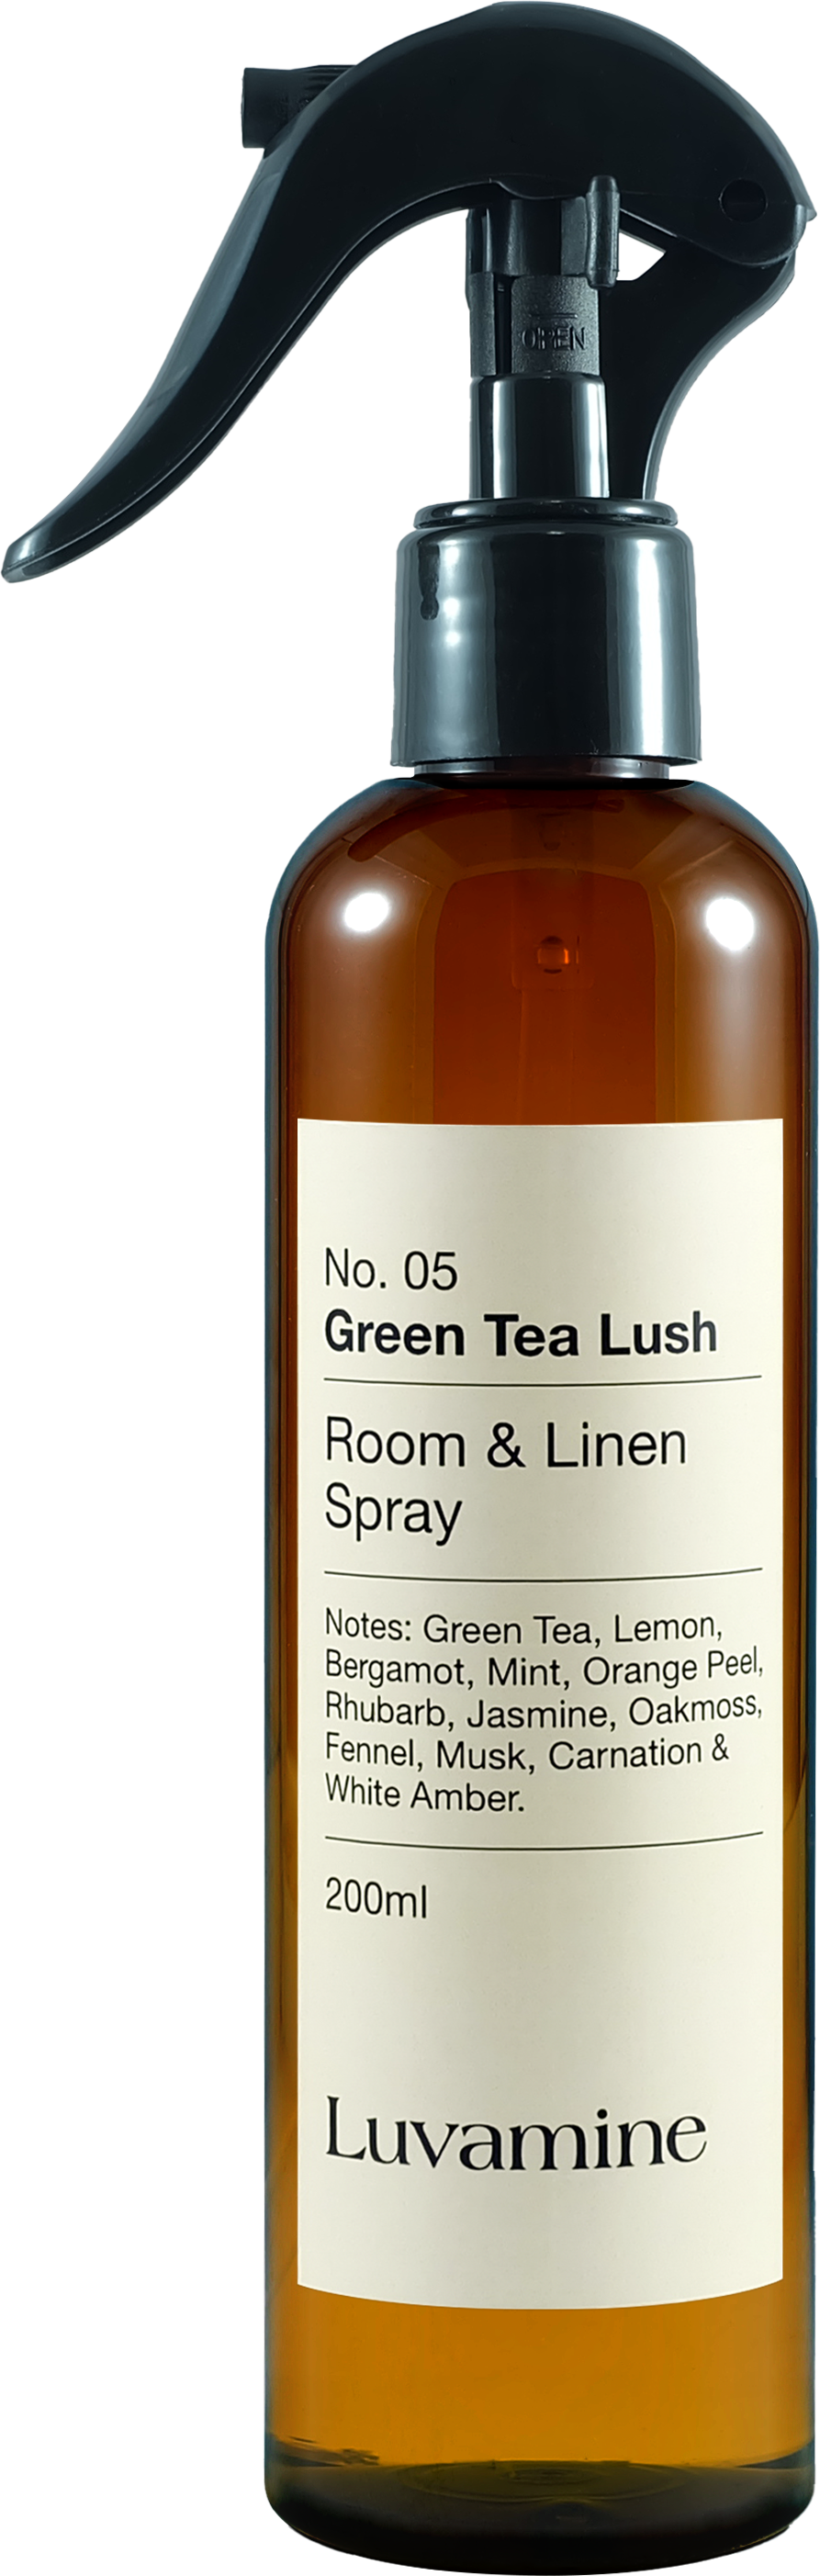 OPEN
No. 05
Green Tea Lush
Room & Linen
Spray
Notes: Green Tea, Lemon,
Bergamot, Mint, Orange Peel,
Rhubarb, Jasmine, Oakmoss,
Fennel, Musk, Carnation &
White Amber.
200ml
Luvamine